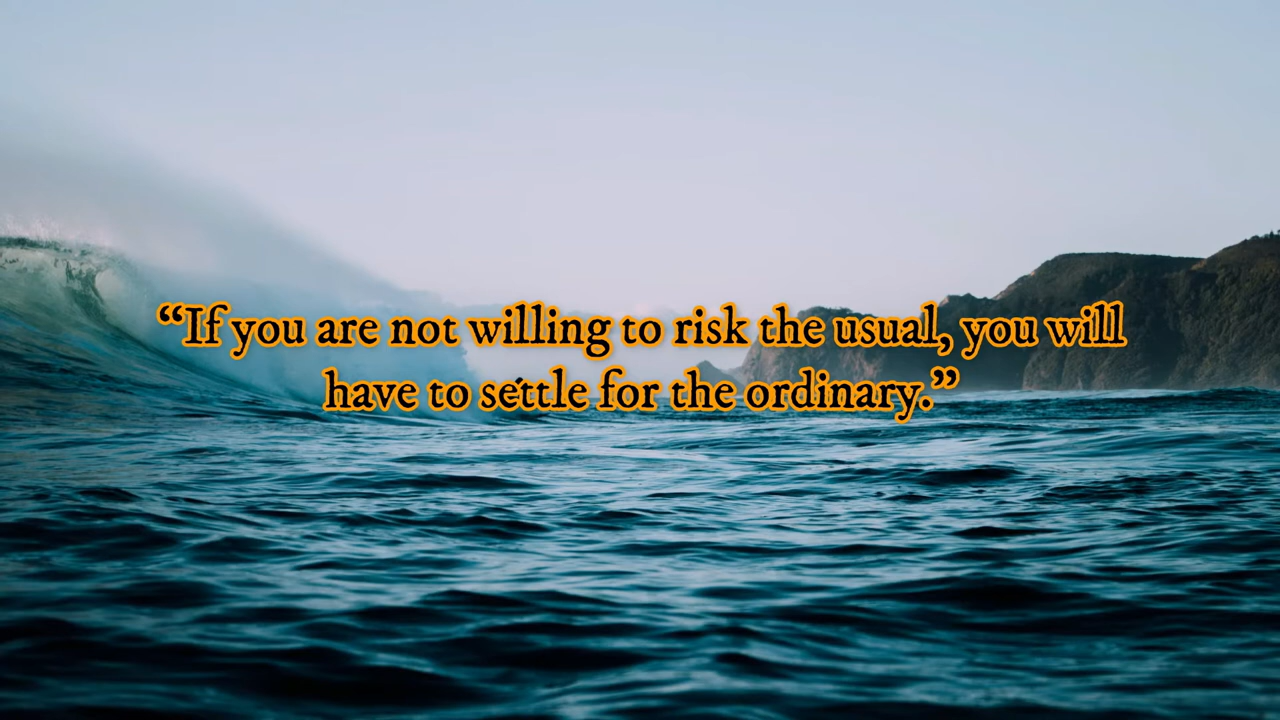 “If you are not willing to risk the usual, you will
have to settle for the ordinary.”